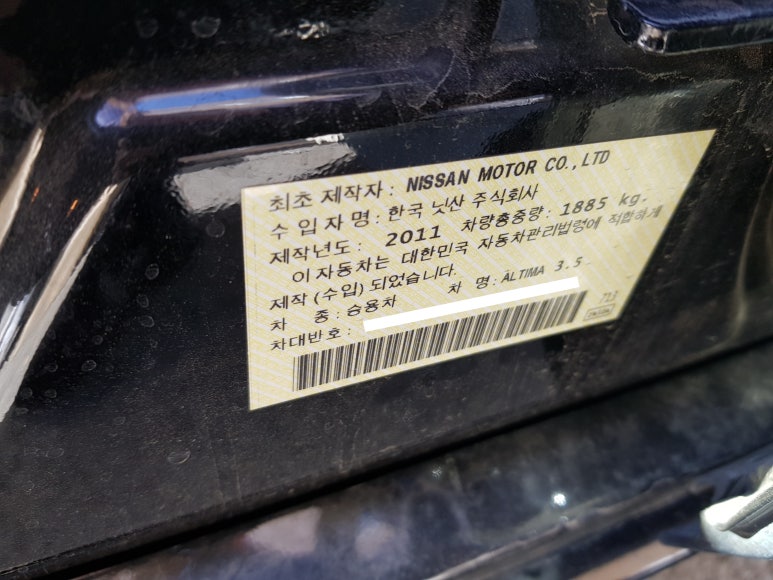 최초 제작자 : NISSAN MOTOR CO.,LTD
수 입 자 명 : 한국 닛산 주식회사
제작년도 : 2011 차량총중량 : 1885 kg.
이 자동차는 대한민국 자동차관리법령에 적합하게
제작 (수입) 되었습니다.
차 종 : 승용차 차 명 : ALTIMA 3.5
차대번호 :
713